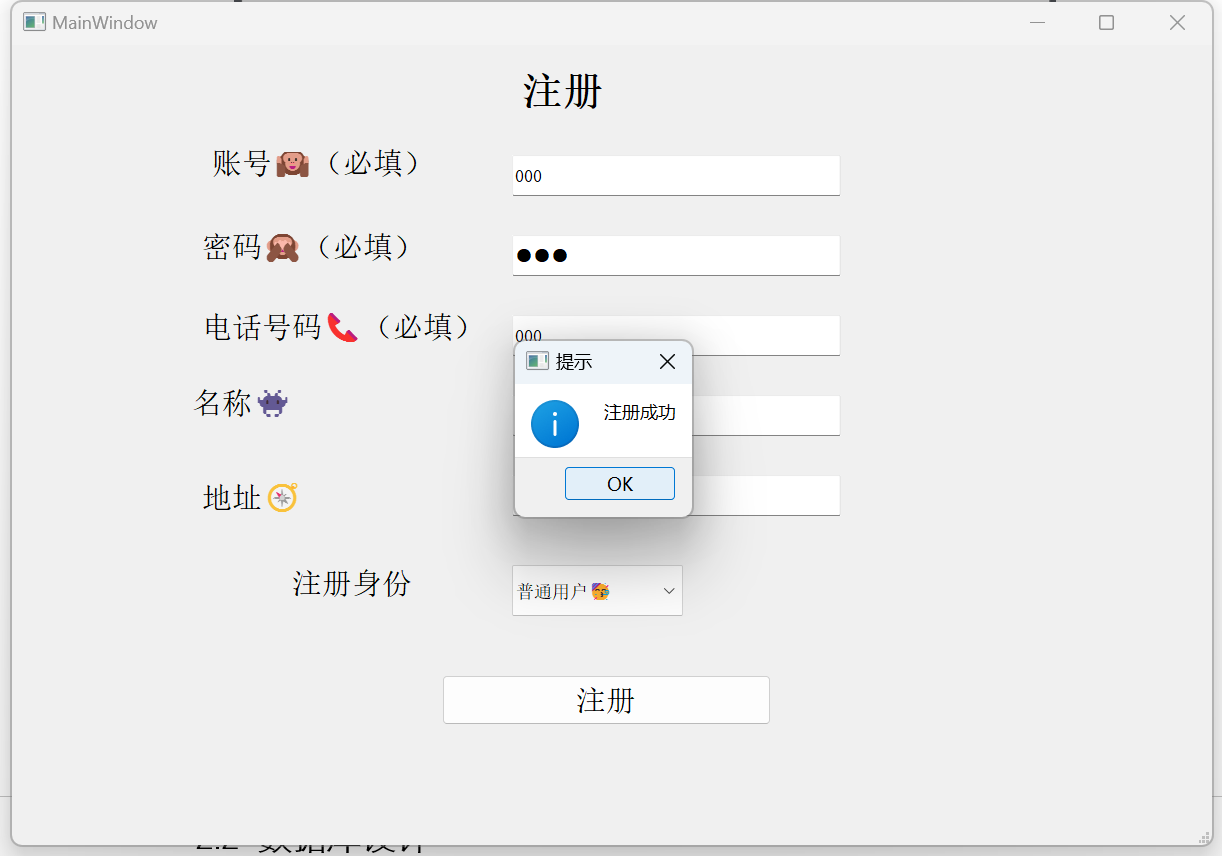 MainWindow
注册
账号🙉（必填）
000
密码🙈（必填）
●●●
电话号码📞（必填）
000
提示
注册成功
OK
名称👾
地址🧭
注册身份
普通用户🥳
注册